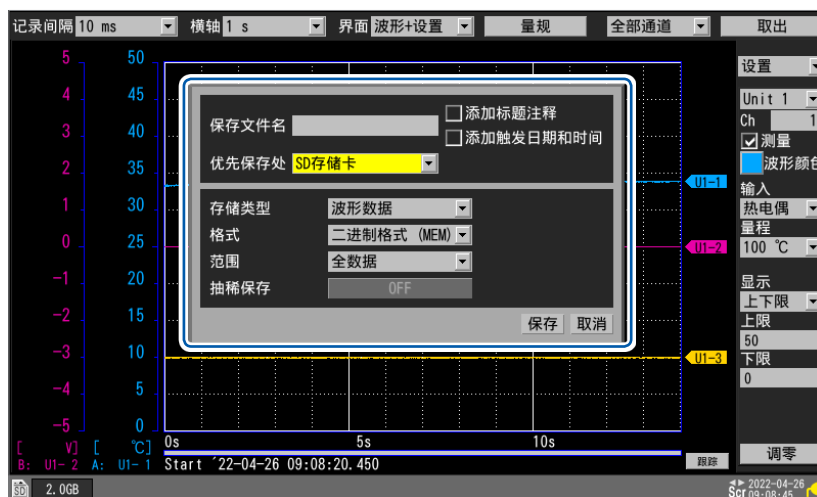 记录间隔 10 ms 横轴 1 s 界面 波形+设置 量规 全部通道 取出
5 50
4 45
3 40
2 35
1 30
0 25
-1 20
-2 15
-3 10
-4 5
-5 0
[ V] [ ℃]
B: U1- 2 A: U1- 1
保存文件名
添加标题注释
添加触发日期和时间
优先保存处 SD存储卡
存储类型 波形数据
格式 二进制格式 (MEM)
范围 全数据
抽稀保存 OFF
保存 取消
U1-1
U1-2
U1-3
0s 5s 10s
Start '22-04-26 09:08:20.450
跟踪
设置
Unit 1
Ch 1
测量
波形颜色
输入
热电偶
量程
100 ℃
显示
上下限
上限
50
下限
0
调零
SD 2.0GB
2022-04-26
Scr 09:08:45